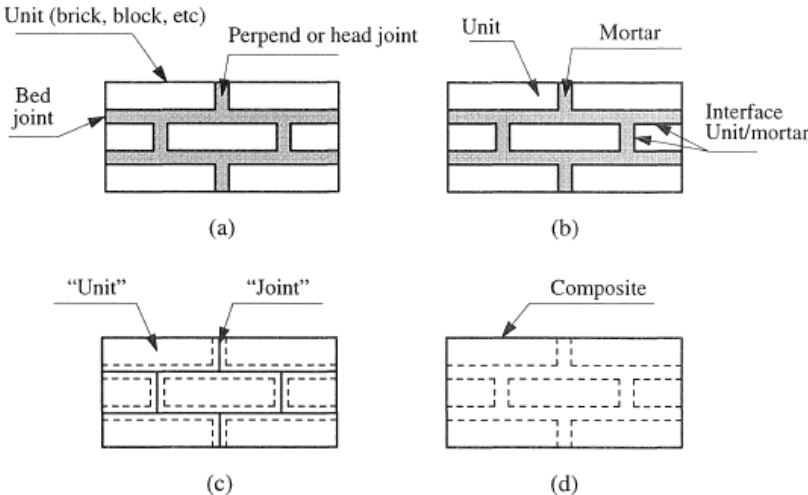 Unit (brick, block, etc)
Perpend or head joint
Bed
joint
(a)
Unit
Mortar
Interface
Unit/mortar
(b)
“Unit”
“Joint”
(c)
Composite
(d)